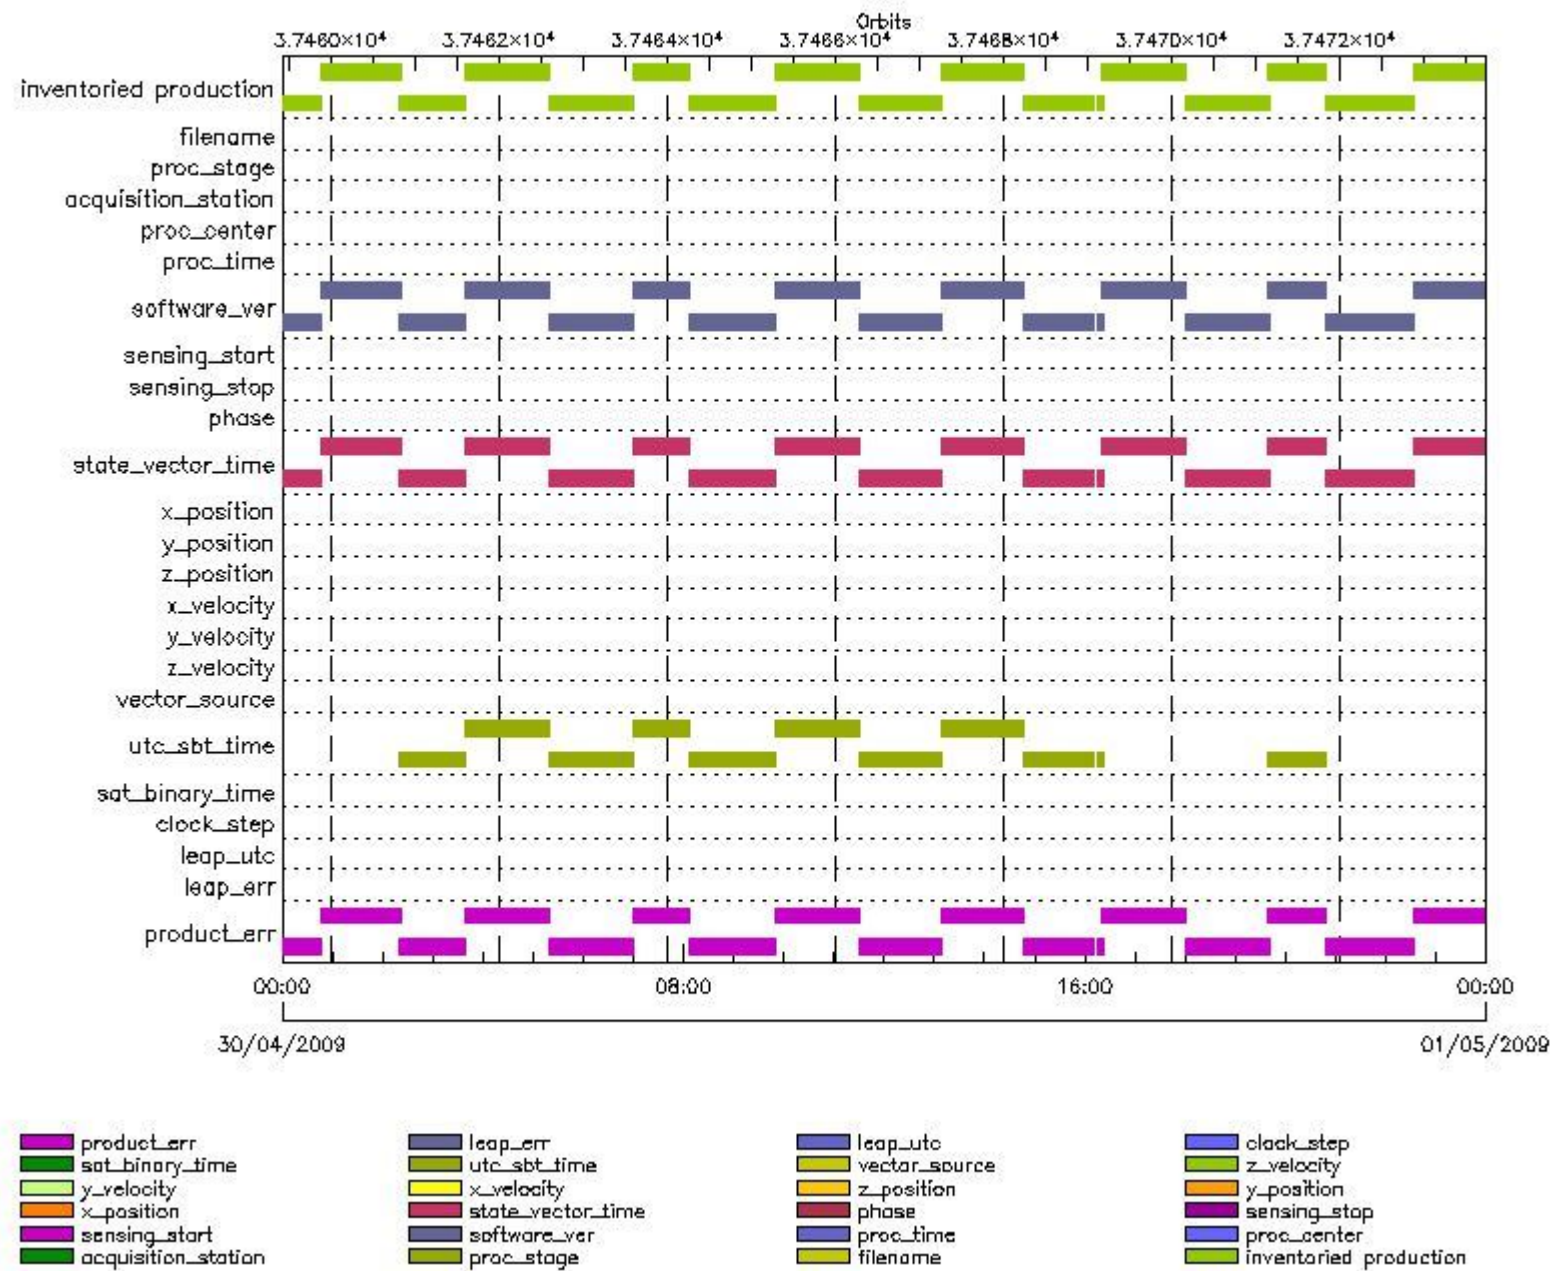 Orbits
3.7460×10⁴ 3.7462×10⁴ 3.7464×10⁴ 3.7466×10⁴ 3.7468×10⁴ 3.7470×10⁴ 3.7472×10⁴
inventoried production
filename
proc_stage
acquisition_station
proc_center
proc_time
software_ver
sensing_start
sensing_stop
phase
state_vector_time
x_position
y_position
z_position
x_velocity
y_velocity
z_velocity
vector_source
utc_sbt_time
sat_binary_time
clock_step
leap_utc
leap_err
product_err
00:00 08:00 16:00 00:00
30/04/2009 01/05/2009
product_err leap_err leap_utc clock_step
sat_binary_time utc_sbt_time vector_source z_velocity
y_velocity x_velocity z_position y_position
x_position state_vector_time phase sensing_stop
sensing_start software_ver proc_time proc_center
acquisition_station proc_stage filename inventoried production